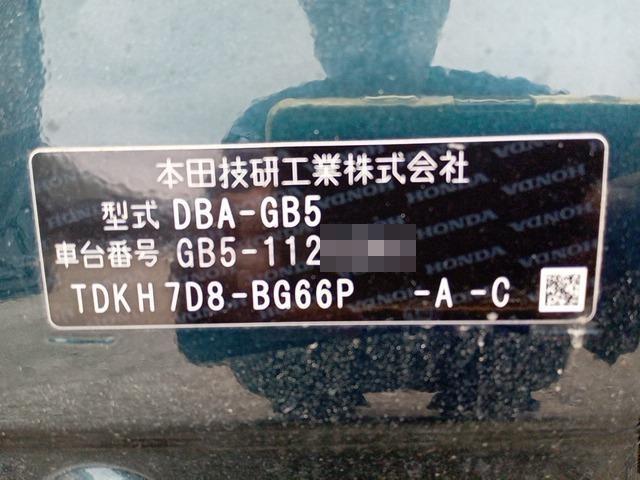 本田技研工業株式会社
型式 DBA-GB5
車台番号 GB5-112
TDKH 7D8-BG66P -A -C